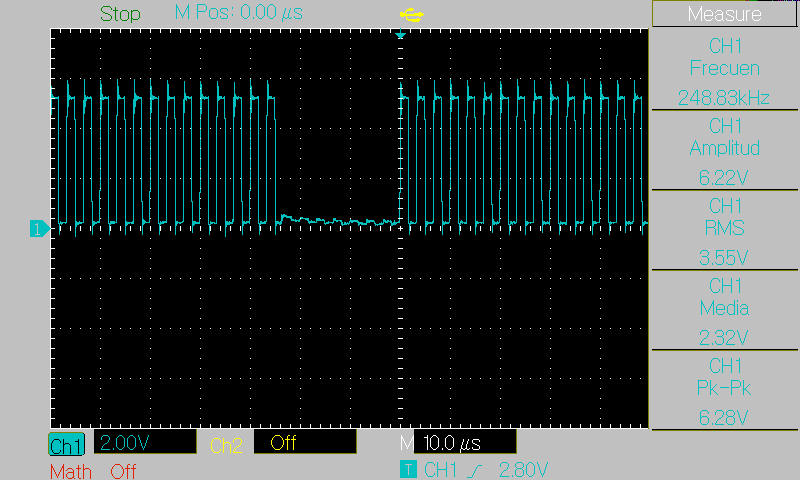 Stop M Pos: 0.00 μs Measure
CH1
Frecuen
248.83kHz
CH1
Amplitud
6.22V
CH1
RMS
3.55V
CH1
Media
2.32V
CH1
Pk-Pk
6.28V
1
Ch1 2.00V Ch2 Off M 10.0 μs
Math Off T CH1 2.80V